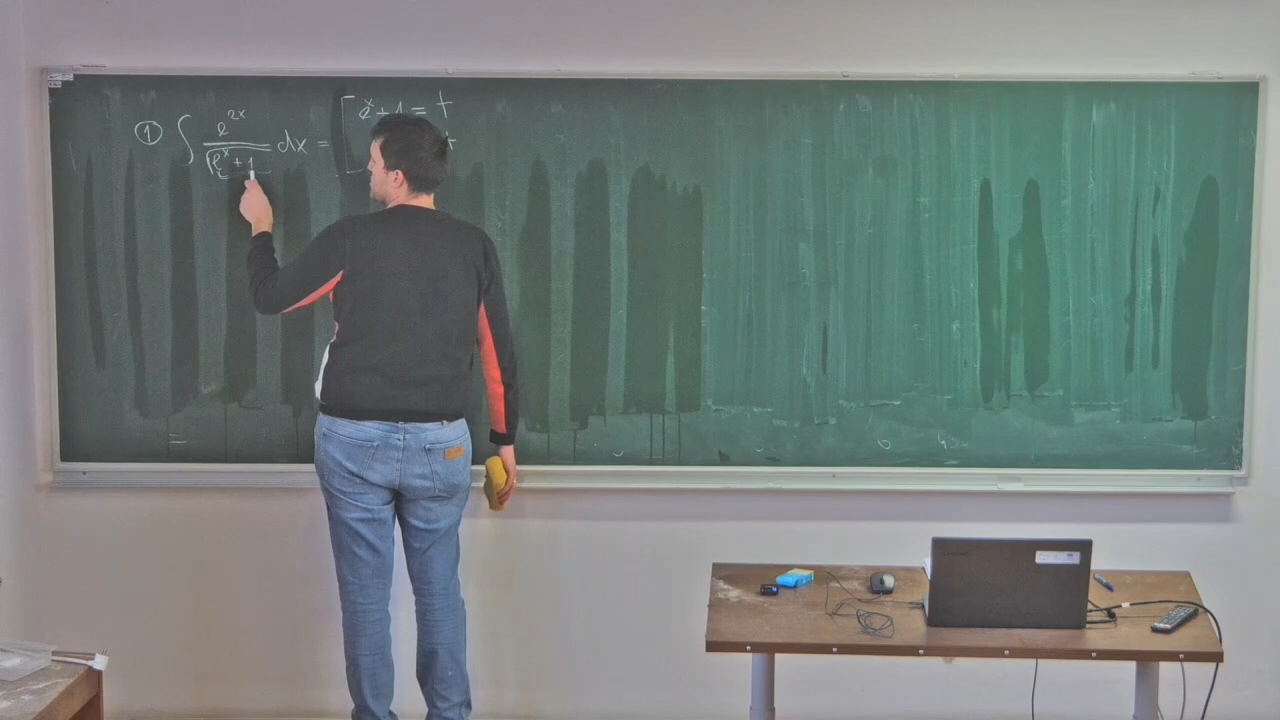 ① ∫ e^{2x} / √(e^x + 1) dx = [ e^x + 1 = t
t
=